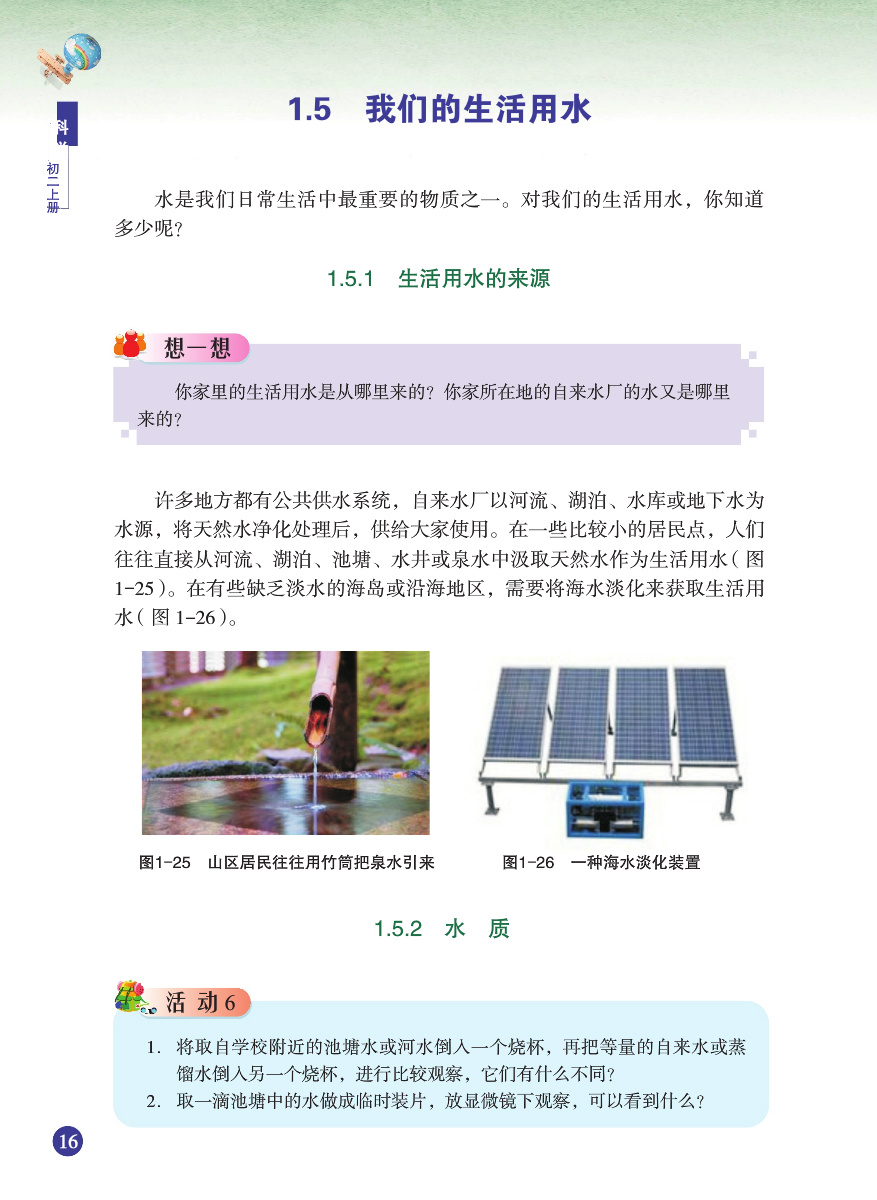 科
初二上册
1.5 我们的生活用水
水是我们日常生活中最重要的物质之一。对我们的生活用水，你知道
多少呢？
1.5.1 生活用水的来源
想一想
你家里的生活用水是从哪里来的？你家所在地的自来水厂的水又是哪里
来的？
许多地方都有公共供水系统，自来水厂以河流、湖泊、水库或地下水为
水源，将天然水净化处理后，供给大家使用。在一些比较小的居民点，人们
往往直接从河流、湖泊、池塘、水井或泉水中汲取天然水作为生活用水（图
1-25）。在有些缺乏淡水的海岛或沿海地区，需要将海水淡化来获取生活用
水（图 1-26）。
图1-25 山区居民往往用竹筒把泉水引来
图1-26 一种海水淡化装置
1.5.2 水 质
活 动 6
1. 将取自学校附近的池塘水或河水倒入一个烧杯，再把等量的自来水或蒸
馏水倒入另一个烧杯，进行比较观察，它们有什么不同？
2. 取一滴池塘中的水做成临时装片，放显微镜下观察，可以看到什么？
16